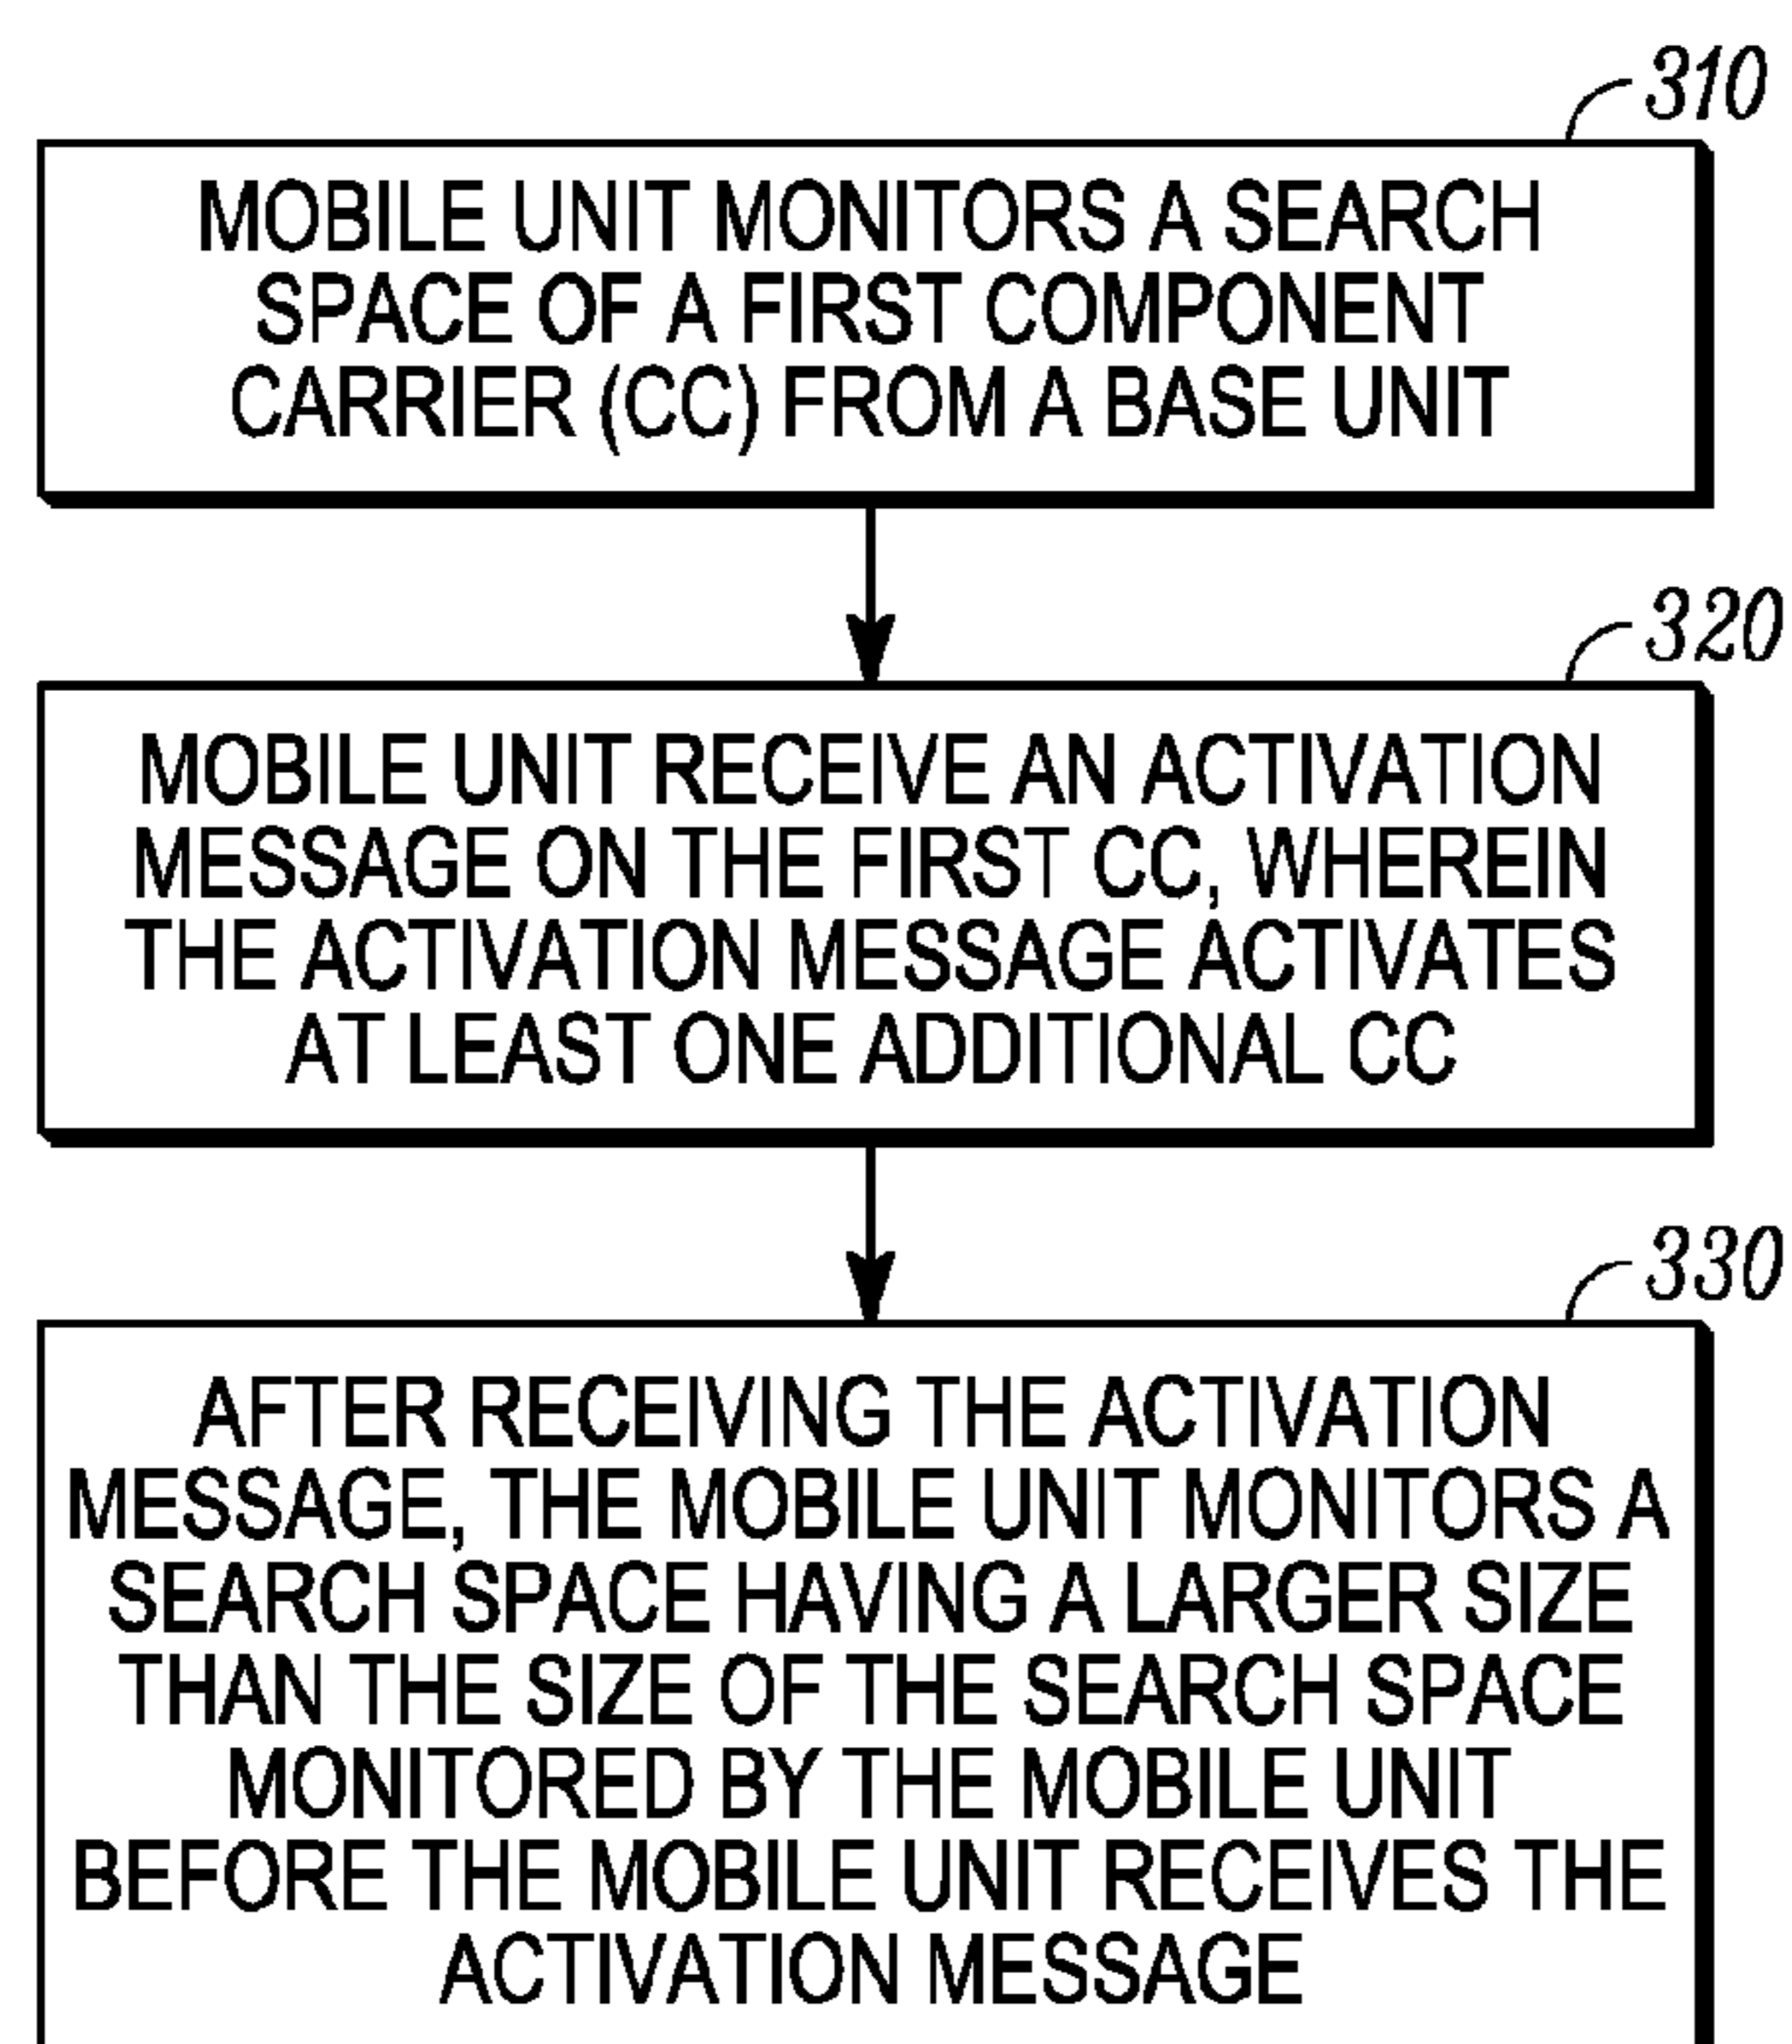 310
MOBILE UNIT MONITORS A SEARCH
SPACE OF A FIRST COMPONENT
CARRIER (CC) FROM A BASE UNIT
320
MOBILE UNIT RECEIVE AN ACTIVATION
MESSAGE ON THE FIRST CC, WHEREIN
THE ACTIVATION MESSAGE ACTIVATES
AT LEAST ONE ADDITIONAL CC
330
AFTER RECEIVING THE ACTIVATION
MESSAGE, THE MOBILE UNIT MONITORS A
SEARCH SPACE HAVING A LARGER SIZE
THAN THE SIZE OF THE SEARCH SPACE
MONITORED BY THE MOBILE UNIT
BEFORE THE MOBILE UNIT RECEIVES THE
ACTIVATION MESSAGE